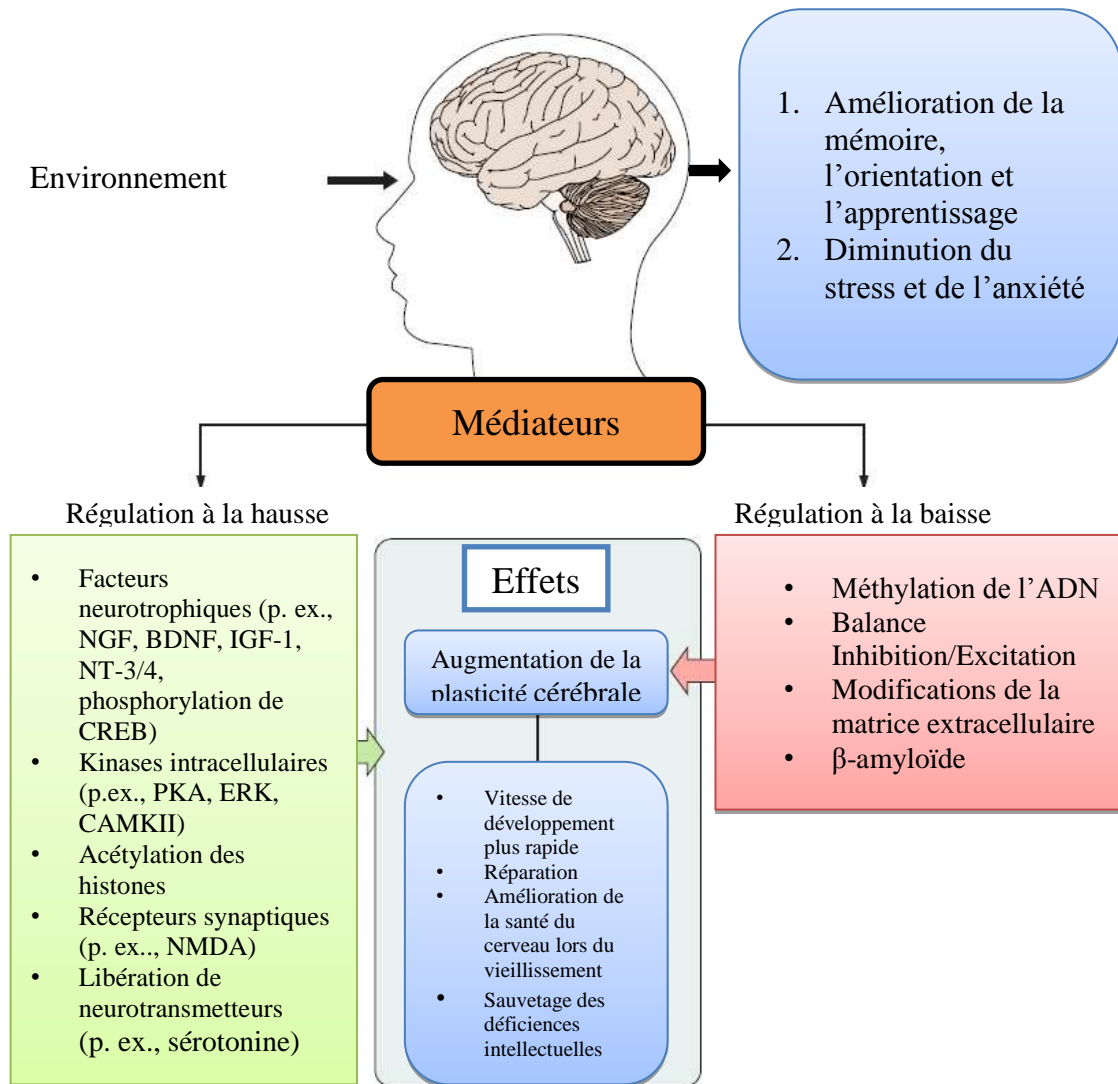 Environnement
1. Amélioration de la
mémoire,
l’orientation et
l’apprentissage
2. Diminution du
stress et de l’anxiété
Médiateurs
Régulation à la hausse
• Facteurs
neurotrophiques (p. ex.,
NGF, BDNF, IGF-1,
NT-3/4,
phosphorylation de
CREB)
• Kinases intracellulaires
(p.ex., PKA, ERK,
CAMKII)
• Acétylation des
histones
• Récepteurs synaptiques
(p. ex.., NMDA)
• Libération de
neurotransmetteurs
(p. ex., sérotonine)
Effets
Augmentation de la
plasticité cérébrale
• Vitesse de
développement
plus rapide
• Réparation
• Amélioration de
la santé du
cerveau lors du
vieillissement
• Sauvetage des
déficiences
intellectuelles
Régulation à la baisse
• Méthylation de l’ADN
• Balance
Inhibition/Excitation
• Modifications de la
matrice extracellulaire
• β-amyloïde